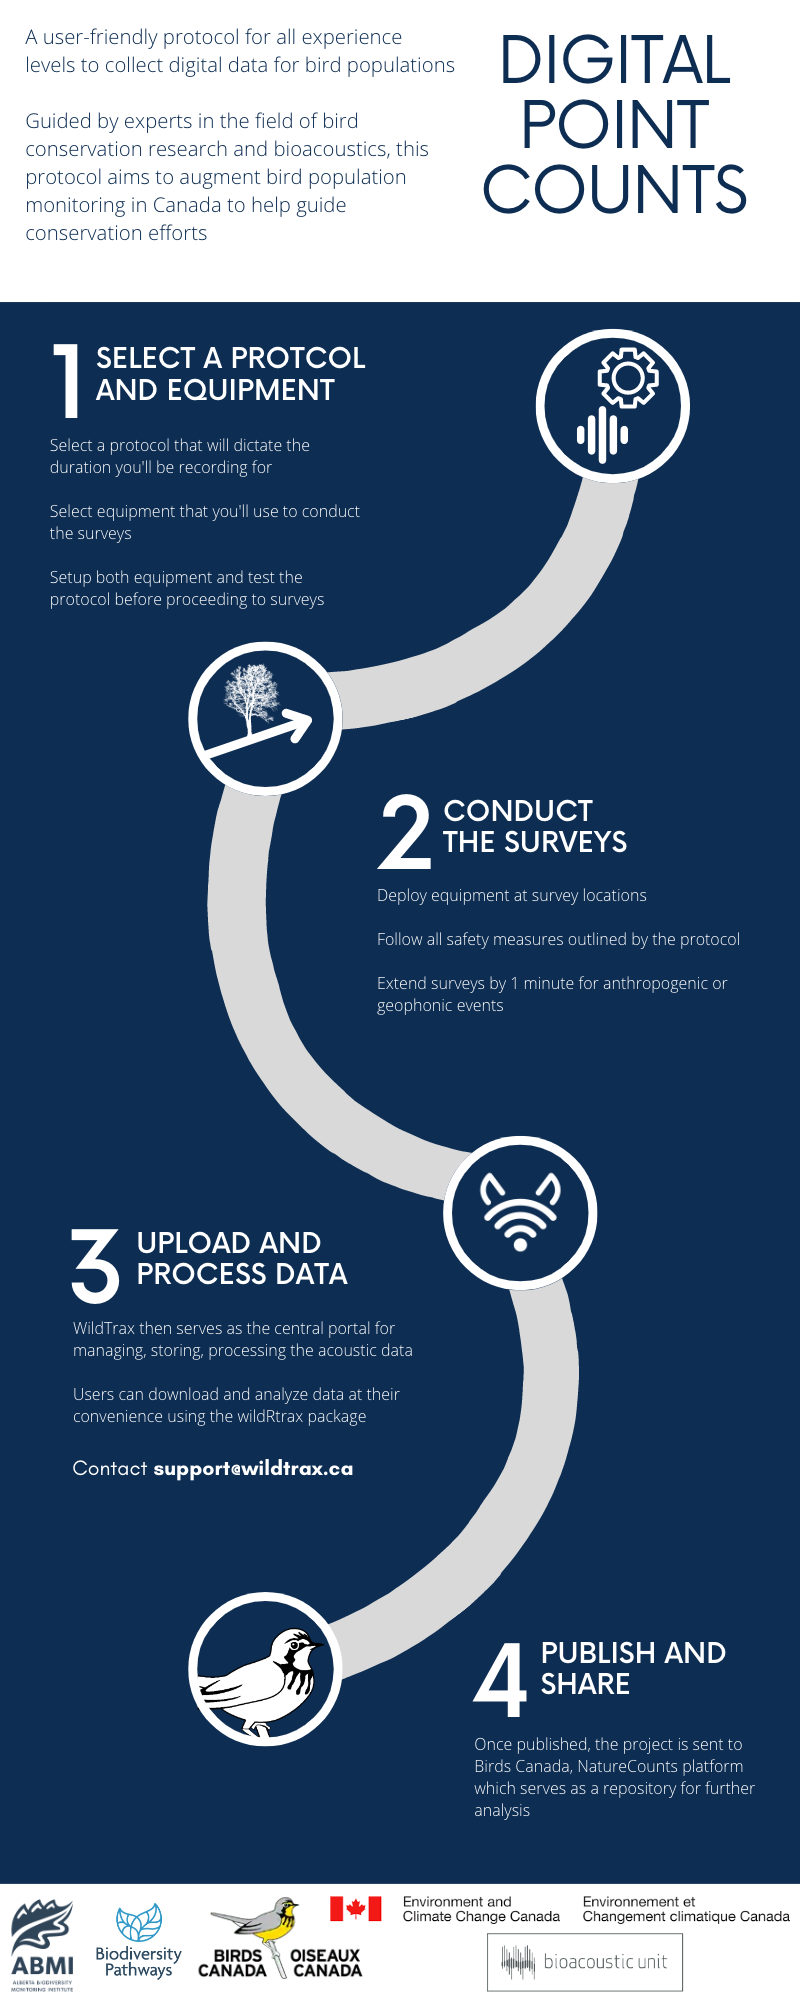 A user-friendly protocol for all experience
levels to collect digital data for bird populations
Guided by experts in the field of bird
conservation research and bioacoustics, this
protocol aims to augment bird population
monitoring in Canada to help guide
conservation efforts
DIGITAL
POINT
COUNTS
1
SELECT A PROTCOL
AND EQUIPMENT
Select a protocol that will dictate the
duration you'll be recording for
Select equipment that you'll use to conduct
the surveys
Setup both equipment and test the
protocol before proceeding to surveys
2
CONDUCT
THE SURVEYS
Deploy equipment at survey locations
Follow all safety measures outlined by the protocol
Extend surveys by 1 minute for anthropogenic or
geophonic events
3
UPLOAD AND
PROCESS DATA
WildTrax then serves as the central portal for
managing, storing, processing the acoustic data
Users can download and analyze data at their
convenience using the wildRtrax package
Contact support@wildtrax.ca
4
PUBLISH AND
SHARE
Once published, the project is sent to
Birds Canada, NatureCounts platform
which serves as a repository for further
analysis
ABMI
ALBERTA BIODIVERSITY
MONITORING INSTITUTE
Biodiversity
Pathways
BIRDS
CANADA
OISEAUX
CANADA
Environment and
Climate Change Canada
Environnement et
Changement climatique Canada
bioacoustic unit